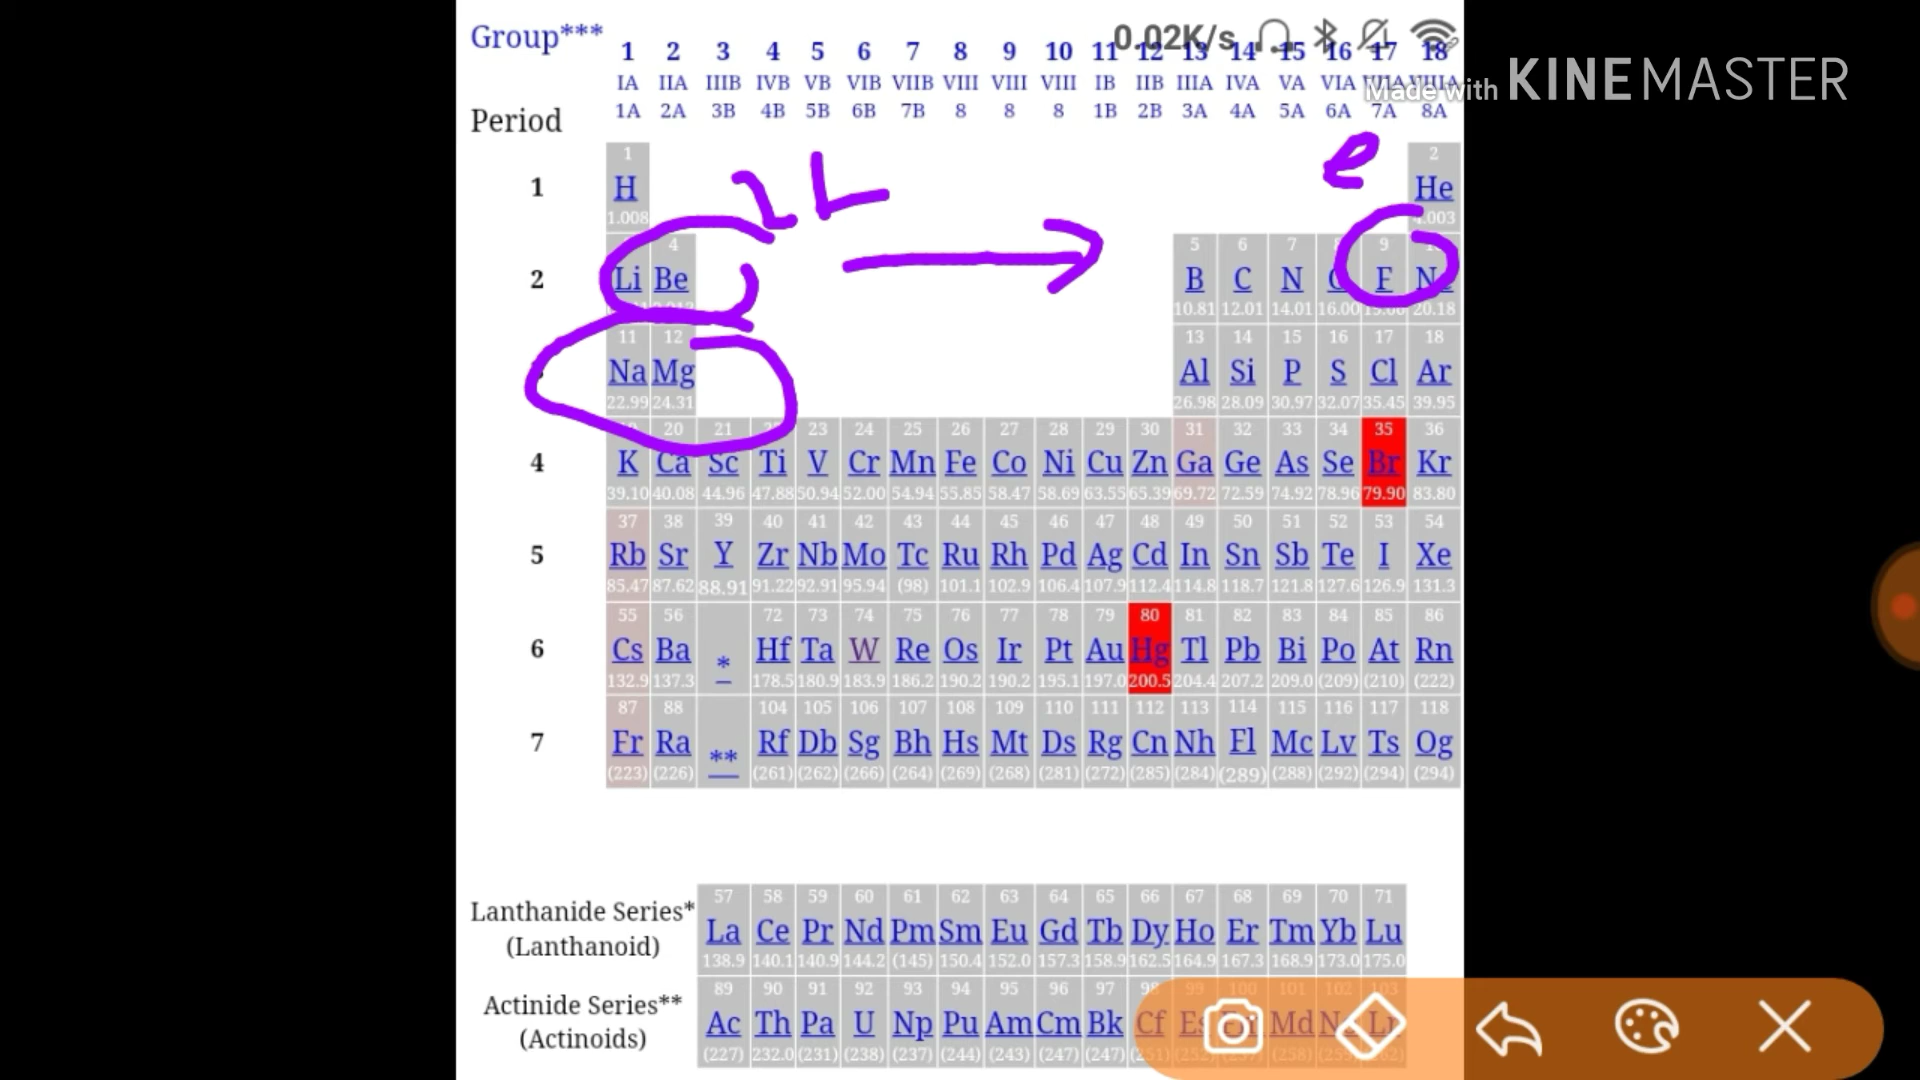 Group*** 1 2 3 4 5 6 7 8 9 10 11 12 13 14 15 16 17 18
0.02K/s
IA IIA IIIB IVB VB VIB VIIB VIII VIII VIII IB IIB IIIA IVA VA VIA VIIA VIIIA
Made with KINEMASTER
Period 1A 2A 3B 4B 5B 6B 7B 8 8 8 1B 2B 3A 4A 5A 6A 7A 8A
e
1 2
1 H He
1.008 4.003
4 5 6 7 8 9 10
2 Li Be B C N F
10.81 12.01 14.01 16.00 19.00 20.18
11 12 13 14 15 16 17 18
Na Mg Al Si P S Cl Ar
22.99 24.31 26.98 28.09 30.97 32.07 35.45 39.95
20 21 23 24 25 26 27 28 29 30 31 32 33 34 35 36
4 K Ca Sc Ti V Cr Mn Fe Co Ni Cu Zn Ga Ge As Se Br Kr
39.10 40.08 44.96 47.88 50.94 52.00 54.94 55.85 58.47 58.69 63.55 65.39 69.72 72.59 74.92 78.96 79.90 83.80
37 38 39 40 41 42 43 44 45 46 47 48 49 50 51 52 53 54
5 Rb Sr Y Zr Nb Mo Tc Ru Rh Pd Ag Cd In Sn Sb Te I Xe
85.47 87.62 88.91 91.22 92.91 95.94 (98) 101.1 102.9 106.4 107.9 112.4 114.8 118.7 121.8 127.6 126.9 131.3
55 56 72 73 74 75 76 77 78 79 80 81 82 83 84 85 86
6 Cs Ba * Hf Ta W Re Os Ir Pt Au Hg Tl Pb Bi Po At Rn
132.9 137.3 178.5 180.9 183.9 186.2 190.2 190.2 195.1 197.0 200.5 204.4 207.2 209.0 (209) (210) (222)
87 88 104 105 106 107 108 109 110 111 112 113 114 115 116 117 118
7 Fr Ra ** Rf Db Sg Bh Hs Mt Ds Rg Cn Nh Fl Mc Lv Ts Og
(223) (226) (261) (262) (266) (264) (269) (268) (281) (272) (285) (284) (289) (288) (292) (294) (294)
57 58 59 60 61 62 63 64 65 66 67 68 69 70 71
Lanthanide Series* La Ce Pr Nd Pm Sm Eu Gd Tb Dy Ho Er Tm Yb Lu
(Lanthanoid) 138.9 140.1 140.9 144.2 (145) 150.4 152.0 157.3 158.9 162.5 164.9 167.3 168.9 173.0 175.0
89 90 91 92 93 94 95 96 97 98 99 100 101 102 103
Actinide Series** Ac Th Pa U Np Pu Am Cm Bk Cf Es Md Lr
(Actinoids) (227) 232.0 (231) (238) (237) (244) (243) (247) (247) (251)